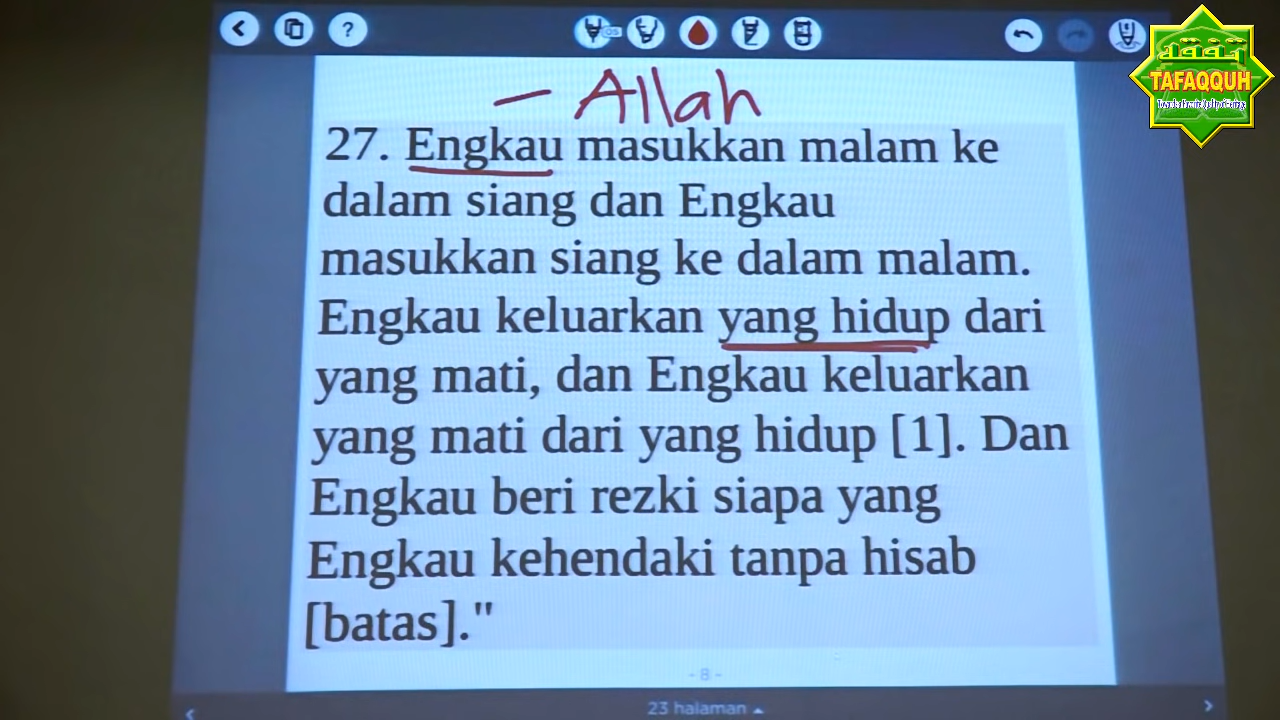 ?
TAFAQQUH
- Allah
27. Engkau masukkan malam ke
dalam siang dan Engkau
masukkan siang ke dalam malam.
Engkau keluarkan yang hidup dari
yang mati, dan Engkau keluarkan
yang mati dari yang hidup [1]. Dan
Engkau beri rezki siapa yang
Engkau kehendaki tanpa hisab
[batas]."
- 8 -
23 halaman